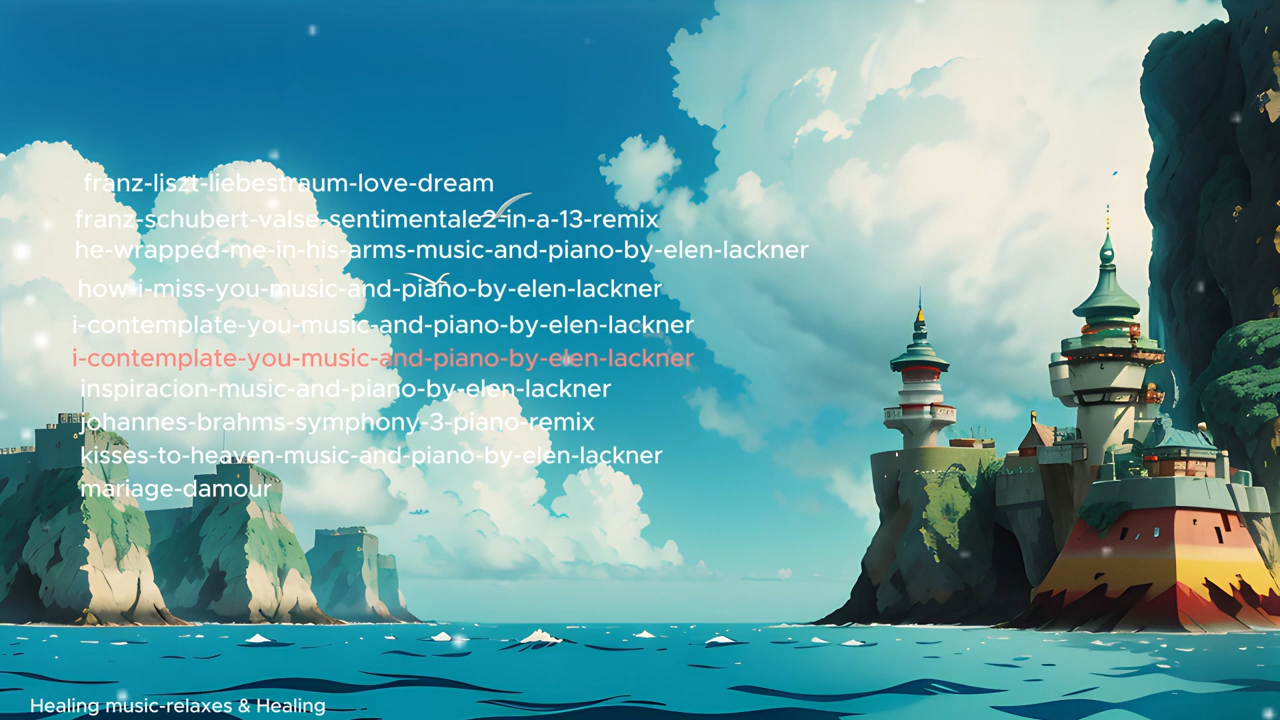 franz-liszt-liebestraum-love-dream
franz-schubert-valse-sentimentale2-in-a-13-remix
he-wrapped-me-in-his-arms-music-and-piano-by-elen-lackner
how-i-miss-you-music-and-piano-by-elen-lackner
i-contemplate-you-music-and-piano-by-elen-lackner
i-contemplate-you-music-and-piano-by-elen-lackner
inspiracion-music-and-piano-by-elen-lackner
johannes-brahms-symphony-3-piano-remix
kisses-to-heaven-music-and-piano-by-elen-lackner
mariage-damour
Healing music-relaxes & Healing